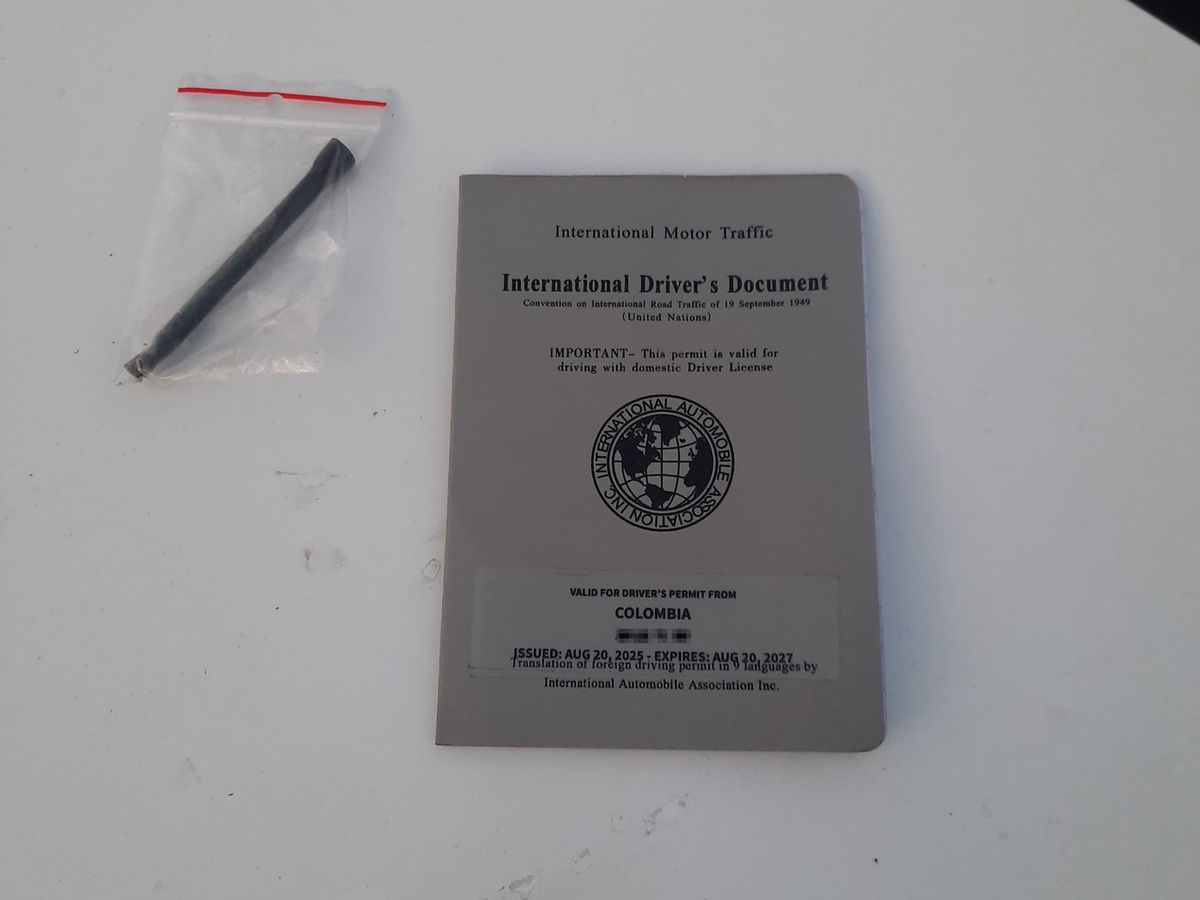 International Motor Traffic
International Driver's Document
Convention on International Road Traffic of 19 September 1949
(United Nations)
IMPORTANT– This permit is valid for
driving with domestic Driver License
INTERNATIONAL AUTOMOBILE ASSOCIATION INC.
VALID FOR DRIVER'S PERMIT FROM
COLOMBIA
ISSUED: AUG 20, 2025 - EXPIRES: AUG 20, 2027
Translation of foreign driving permit in 9 languages by
International Automobile Association Inc.